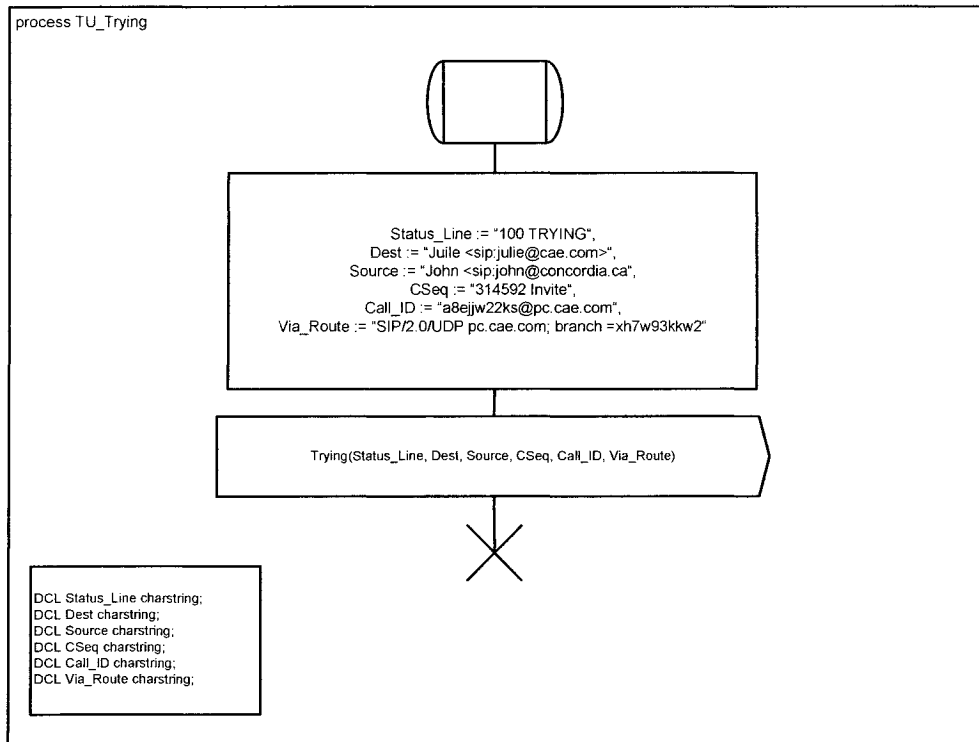 process TU_Trying
Status_Line := "100 TRYING",
Dest := "Juile <sip:julie@cae.com>",
Source := "John <sip:john@concordia.ca",
CSeq := "314592 Invite",
Call_ID := "a8ejjw22ks@pc.cae.com",
Via_Route := "SIP/2.0/UDP pc.cae.com; branch =xh7w93kkw2"
Trying(Status_Line, Dest, Source, CSeq, Call_ID, Via_Route)
DCL Status_Line charstring;
DCL Dest charstring;
DCL Source charstring;
DCL CSeq charstring;
DCL Call_ID charstring;
DCL Via_Route charstring;